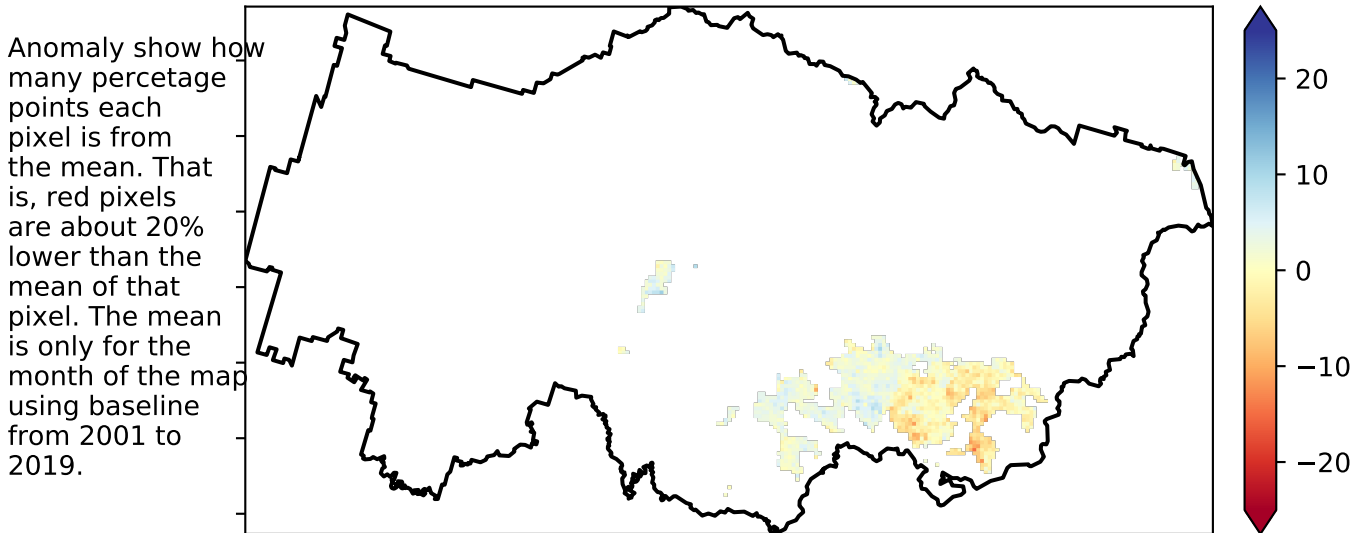 Anomaly show how
many percetage
points each
pixel is from
the mean. That
is, red pixels
are about 20%
lower than the
mean of that
pixel. The mean
is only for the
month of the map
using baseline
from 2001 to
2019.
20
10
0
−10
−20